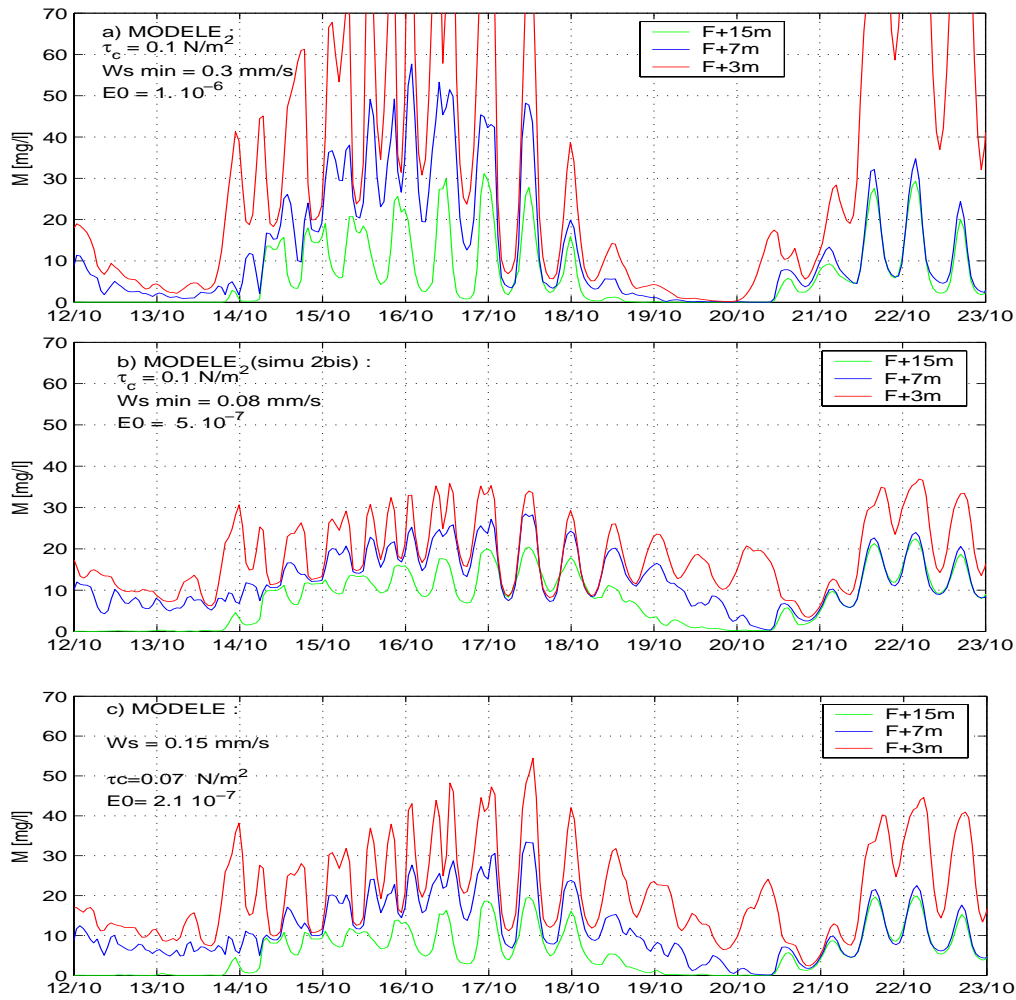 a) MODELE_2 :
τ_c = 0.1 N/m²
Ws min = 0.3 mm/s
E0 = 1. 10⁻⁶
F+15m
F+7m
F+3m
M [mg/l]
70
60
50
40
30
20
10
0
12/10 13/10 14/10 15/10 16/10 17/10 18/10 19/10 20/10 21/10 22/10 23/10
b) MODELE_2 (simu 2bis) :
τ_c = 0.1 N/m²
Ws min = 0.08 mm/s
E0 = 5. 10⁻⁷
F+15m
F+7m
F+3m
M [mg/l]
70
60
50
40
30
20
10
0
12/10 13/10 14/10 15/10 16/10 17/10 18/10 19/10 20/10 21/10 22/10 23/10
c) MODELE :
Ws = 0.15 mm/s
τc=0.07 N/m²
E0= 2.1 10⁻⁷
F+15m
F+7m
F+3m
M [mg/l]
70
60
50
40
30
20
10
0
12/10 13/10 14/10 15/10 16/10 17/10 18/10 19/10 20/10 21/10 22/10 23/10